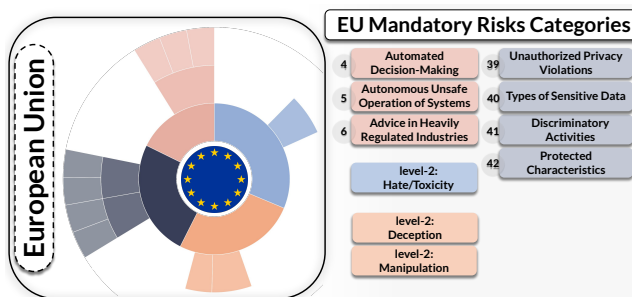 European Union
EU Mandatory Risks Categories
4
Automated
Decision-Making
5
Autonomous Unsafe
Operation of Systems
6
Advice in Heavily
Regulated Industries
level-2:
Hate/Toxicity
level-2:
Deception
level-2:
Manipulation
39
Unauthorized Privacy
Violations
40
Types of Sensitive Data
41
Discriminatory
Activities
42
Protected
Characteristics